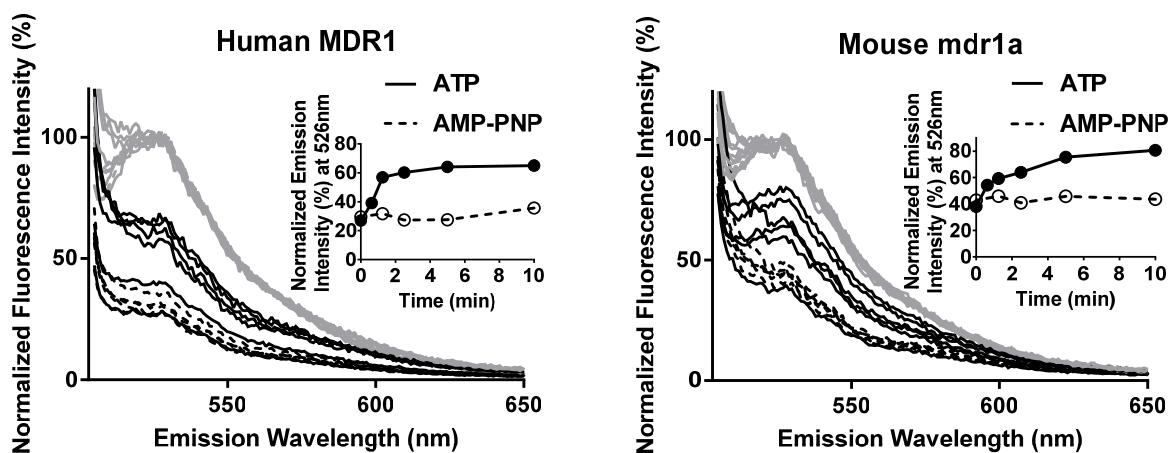 Human MDR1
Normalized Fluorescence Intensity (%)
100
50
0
550
600
650
Emission Wavelength (nm)
ATP
AMP-PNP
Normalized Emission
Intensity (%) at 526nm
80
60
40
20
0
0 2 4 6 8 10
Time (min)
Mouse mdr1a
Normalized Fluorescence Intensity (%)
100
50
0
550
600
650
Emission Wavelength (nm)
ATP
AMP-PNP
Normalized Emission
Intensity (%) at 526nm
80
60
40
20
0
0 2 4 6 8 10
Time (min)